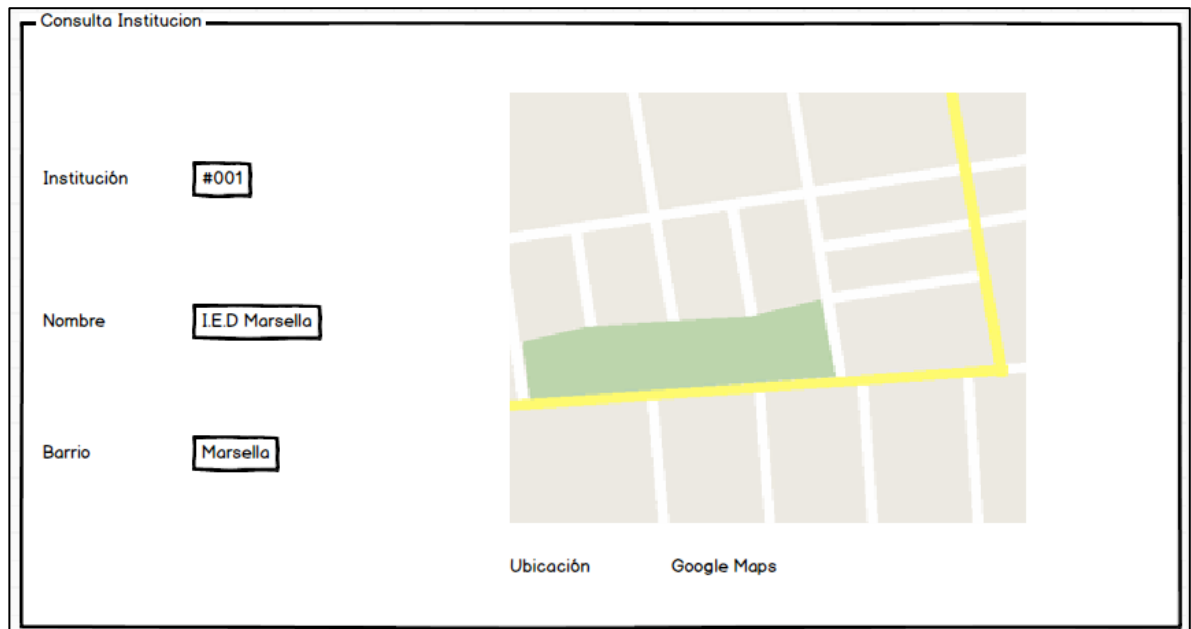 Consulta Institucion
Institución #001
Nombre I.E.D Marsella
Barrio Marsella
Ubicación Google Maps